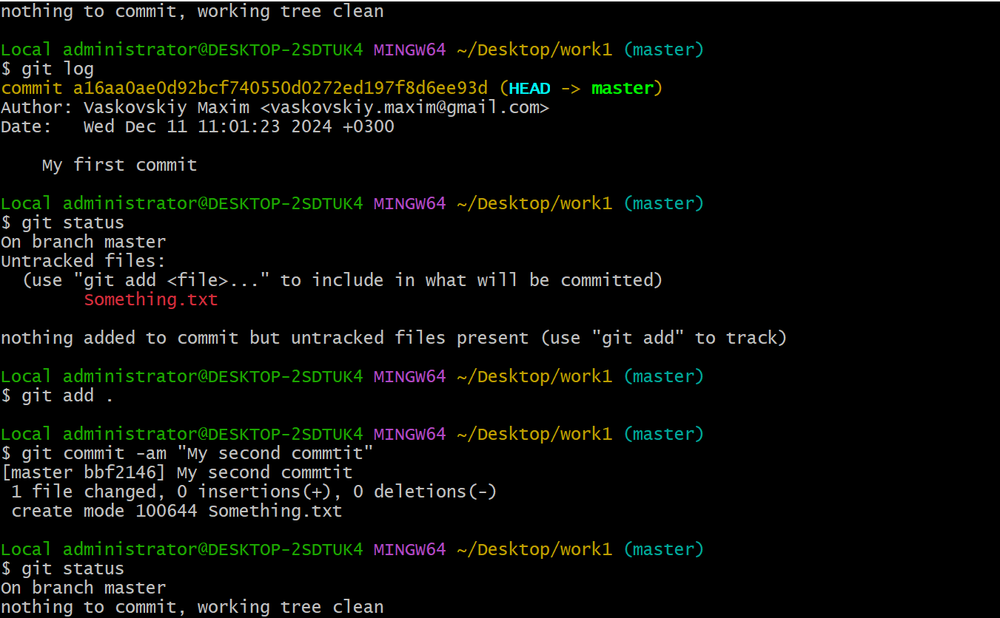 nothing to commit, working tree clean
Local administrator@DESKTOP-2SDTUK4 MINGW64 ~/Desktop/work1 (master)
$ git log
commit a16aa0ae0d92bcf740550d0272ed197f8d6ee93d (HEAD -> master)
Author: Vaskovskiy Maxim <vaskovskiy.maxim@gmail.com>
Date:   Wed Dec 11 11:01:23 2024 +0300
    My first commit
Local administrator@DESKTOP-2SDTUK4 MINGW64 ~/Desktop/work1 (master)
$ git status
On branch master
Untracked files:
  (use "git add <file>..." to include in what will be committed)
        Something.txt
nothing added to commit but untracked files present (use "git add" to track)
Local administrator@DESKTOP-2SDTUK4 MINGW64 ~/Desktop/work1 (master)
$ git add .
Local administrator@DESKTOP-2SDTUK4 MINGW64 ~/Desktop/work1 (master)
$ git commit -am "My second commtit"
[master bbf2146] My second commtit
 1 file changed, 0 insertions(+), 0 deletions(-)
 create mode 100644 Something.txt
Local administrator@DESKTOP-2SDTUK4 MINGW64 ~/Desktop/work1 (master)
$ git status
On branch master
nothing to commit, working tree clean